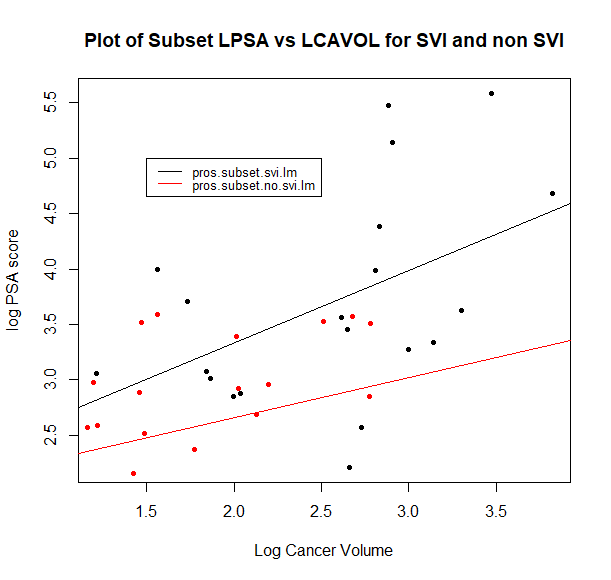 Plot of Subset LPSA vs LCAVOL for SVI and non SVI
5.5
5.0
4.5
4.0
3.5
3.0
2.5
log PSA score
pros.subset.svi.lm
pros.subset.no.svi.lm
1.5 2.0 2.5 3.0 3.5
Log Cancer Volume